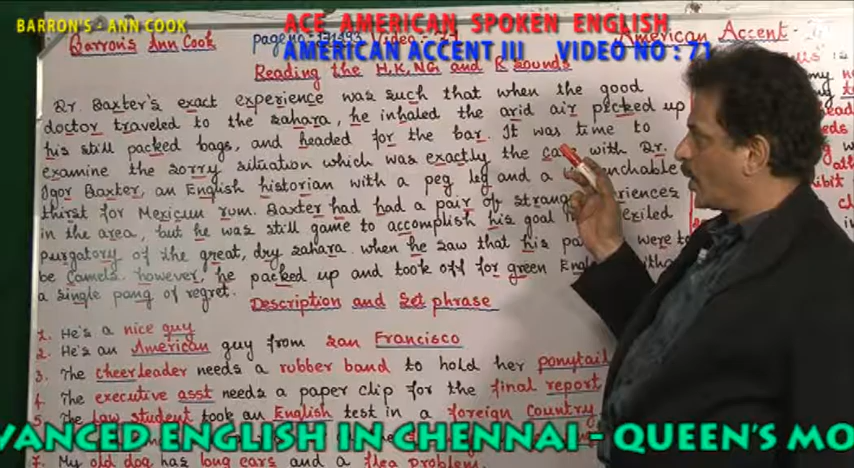 BARRON'S - ANN COOK
ACE AMERICAN SPOKEN ENGLISH
AMERICAN ACCENT III VIDEO NO : 71
Barron's Ann Cook page no: Video - 71 American Accent:-
Reading the H,K,NG and R Sounds
Dr. Baxter's exact experience was such that when the good
doctor traveled to the Sahara, he inhaled the arid air picked up
his still packed bags, and headed for the bar. It was time to
examine the sorry situation which was exactly the case with Dr.
Igor Baxter, an English historian with a peg leg and a
thirst for Mexican rum. Baxter had had a pair of
in the area, but he was still game to accomplish his goal exiled
purgatory of the great, dry Sahara. when he saw that his were to
be Camels. however, he packed up and took off for green
a single pang of regret.
Description and Set phrase
1. He's a nice guy
2. He's an American guy from San Francisco
3. The cheerleader needs a rubber band to hold her ponytail
4. The executive asst needs a paper clip for the final report
5. The law student took an English test in a foreign Country
7. My old dog has long ears and a flea problem.
VANCED ENGLISH IN CHENNAI - QUEEN'S MO